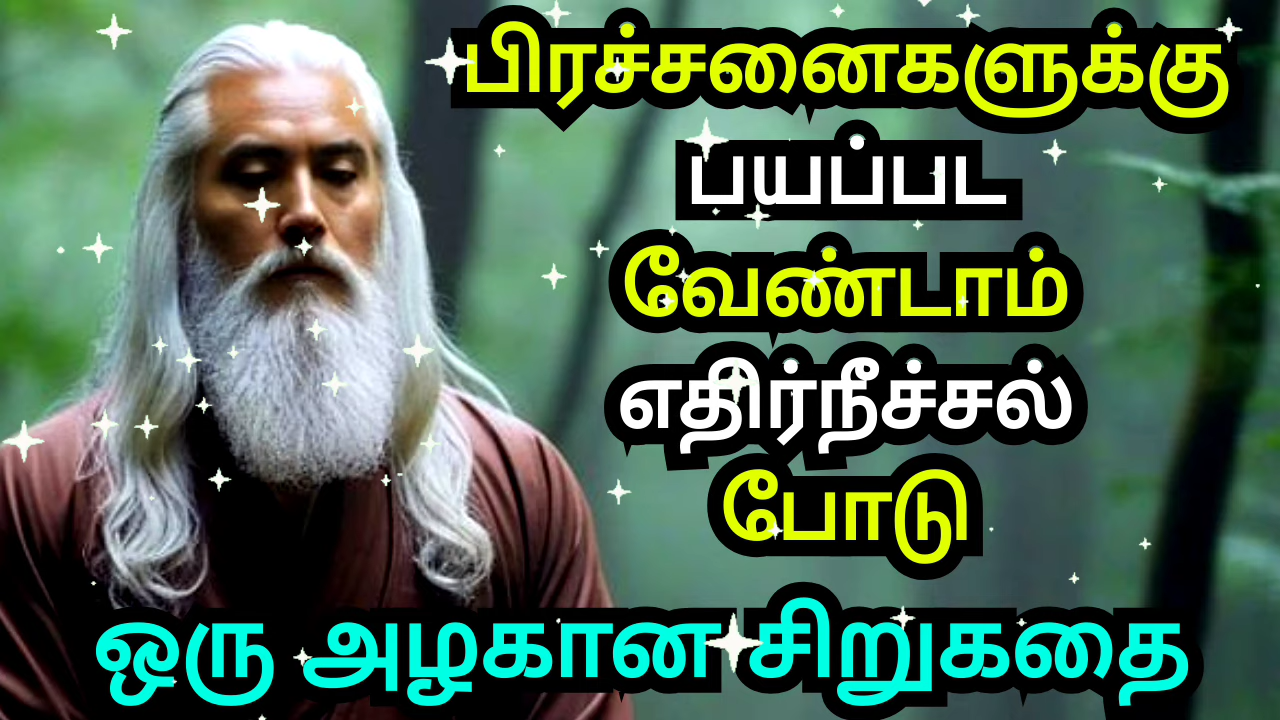 பிரச்சனைகளுக்கு
பயப்பட
வேண்டாம்
எதிர்நீச்சல்
போடு
ஒரு அழகான சிறுகதை